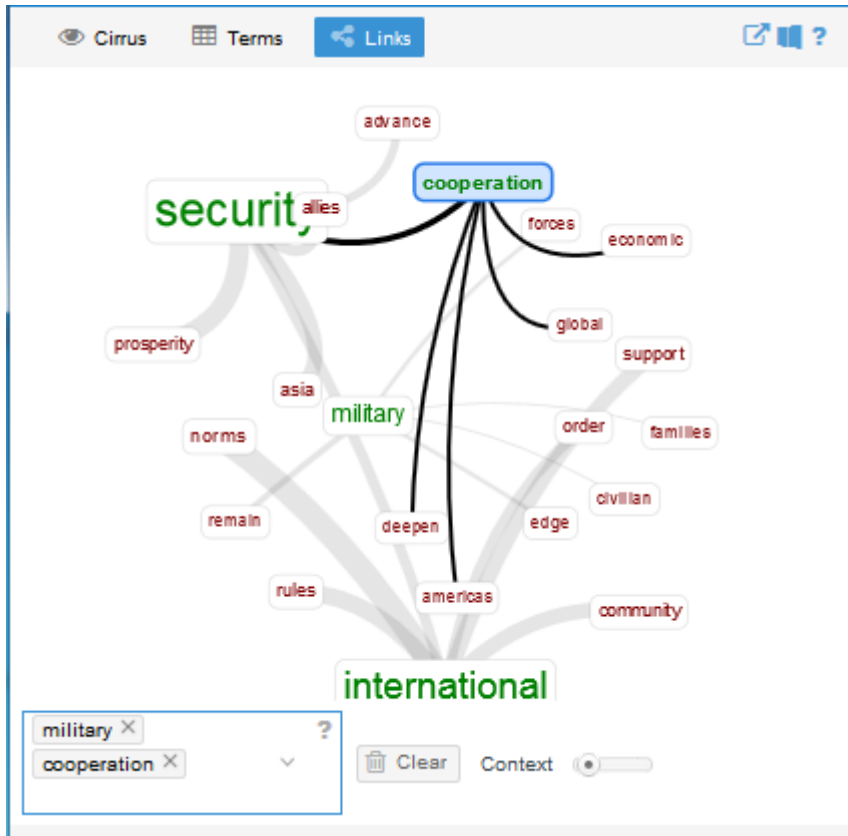 Cirrus Terms Links ?
advance
cooperation
security
allies
forces
economic
global
prosperity
support
asia
military
order
families
norms
civilian
remain
deepen
edge
rules
americas
community
international
military ?
cooperation
Clear Context